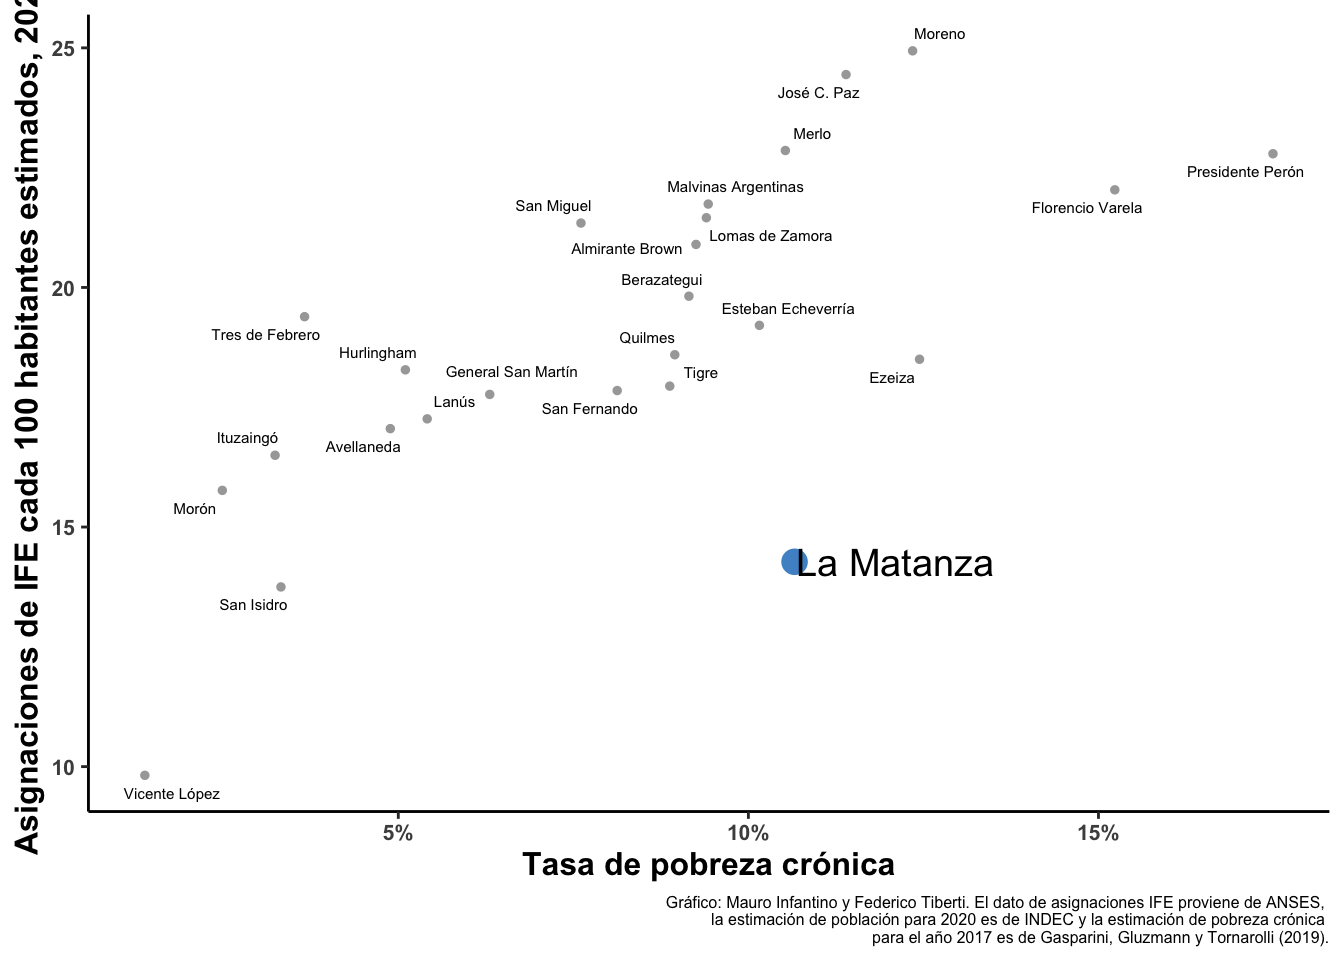 Asignaciones de IFE cada 100 habitantes estimados,
25
20
15
10
Moreno
José C. Paz
Merlo
Presidente Perón
Malvinas Argentinas
San Miguel
Florencio Varela
Lomas de Zamora
Almirante Brown
Berazategui
Esteban Echeverría
Tres de Febrero
Quilmes
Hurlingham
General San Martín
Tigre
Ezeiza
Lanús
San Fernando
Ituzaingó
Avellaneda
Morón
La Matanza
San Isidro
Vicente López
5%
10%
15%
Tasa de pobreza crónica
Gráfico: Mauro Infantino y Federico Tiberti. El dato de asignaciones IFE proviene de ANSES,
la estimación de población para 2020 es de INDEC y la estimación de pobreza crónica
para el año 2017 es de Gasparini, Gluzmann y Tornarolli (2019).